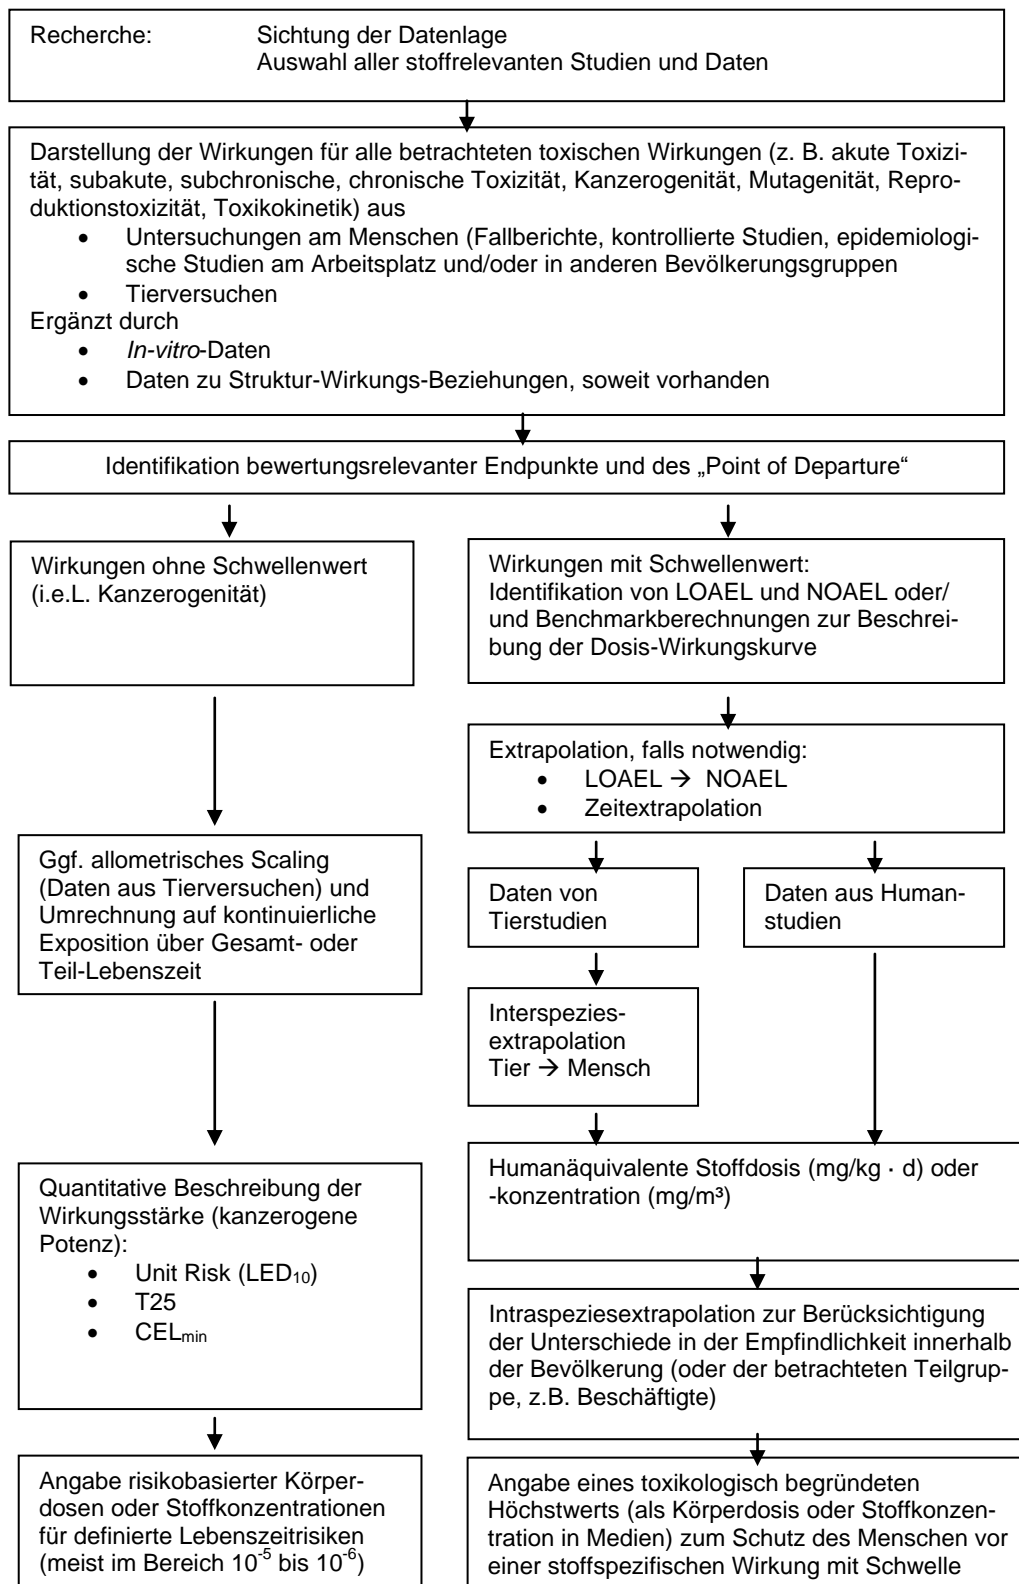 Recherche: Sichtung der Datenlage
Auswahl aller stoffrelevanten Studien und Daten
Darstellung der Wirkungen für alle betrachteten toxischen Wirkungen (z. B. akute Toxizi-
tät, subakute, subchronische, chronische Toxizität, Kanzerogenität, Mutagenität, Repro-
duktionstoxizität, Toxikokinetik) aus
• Untersuchungen am Menschen (Fallberichte, kontrollierte Studien, epidemiologi-
sche Studien am Arbeitsplatz und/oder in anderen Bevölkerungsgruppen
• Tierversuchen
Ergänzt durch
• In-vitro-Daten
• Daten zu Struktur-Wirkungs-Beziehungen, soweit vorhanden
Identifikation bewertungsrelevanter Endpunkte und des „Point of Departure“
Wirkungen ohne Schwellenwert
(i.e.L. Kanzerogenität)
Wirkungen mit Schwellenwert:
Identifikation von LOAEL und NOAEL oder/
und Benchmarkberechnungen zur Beschrei-
bung der Dosis-Wirkungskurve
Extrapolation, falls notwendig:
• LOAEL → NOAEL
• Zeitextrapolation
Ggf. allometrisches Scaling
(Daten aus Tierversuchen) und
Umrechnung auf kontinuierliche
Exposition über Gesamt- oder
Teil-Lebenszeit
Daten von
Tierstudien
Daten aus Human-
studien
Interspezies-
extrapolation
Tier → Mensch
Humanäquivalente Stoffdosis (mg/kg · d) oder
-konzentration (mg/m³)
Quantitative Beschreibung der
Wirkungsstärke (kanzerogene
Potenz):
• Unit Risk (LED₁₀)
• T25
• CELmin
Intraspeziesextrapolation zur Berücksichtigung
der Unterschiede in der Empfindlichkeit innerhalb
der Bevölkerung (oder der betrachteten Teilgrup-
pe, z.B. Beschäftigte)
Angabe risikobasierter Körper-
dosen oder Stoffkonzentrationen
für definierte Lebenszeitrisiken
(meist im Bereich 10⁻⁵ bis 10⁻⁶)
Angabe eines toxikologisch begründeten
Höchstwerts (als Körperdosis oder Stoffkonzen-
tration in Medien) zum Schutz des Menschen vor
einer stoffspezifischen Wirkung mit Schwelle